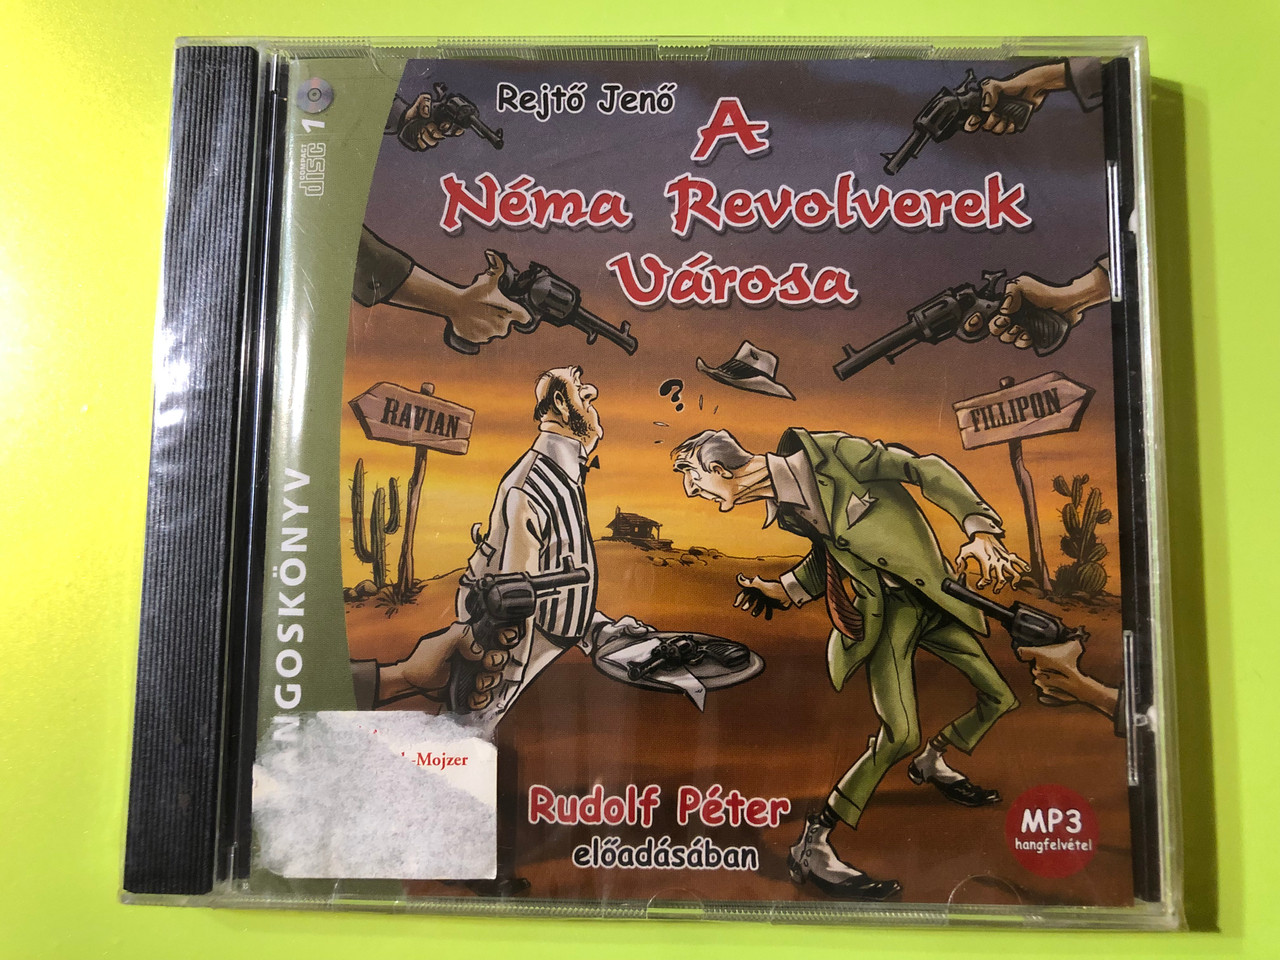 Rejtő Jenő
A
Néma Revolverek
Városa
COMPACT
disc
1
RAVIAN
FILLIPON
NGOSKÖNYV
-Mojzer
Rudolf Péter
előadásában
MP3
hangfelvétel